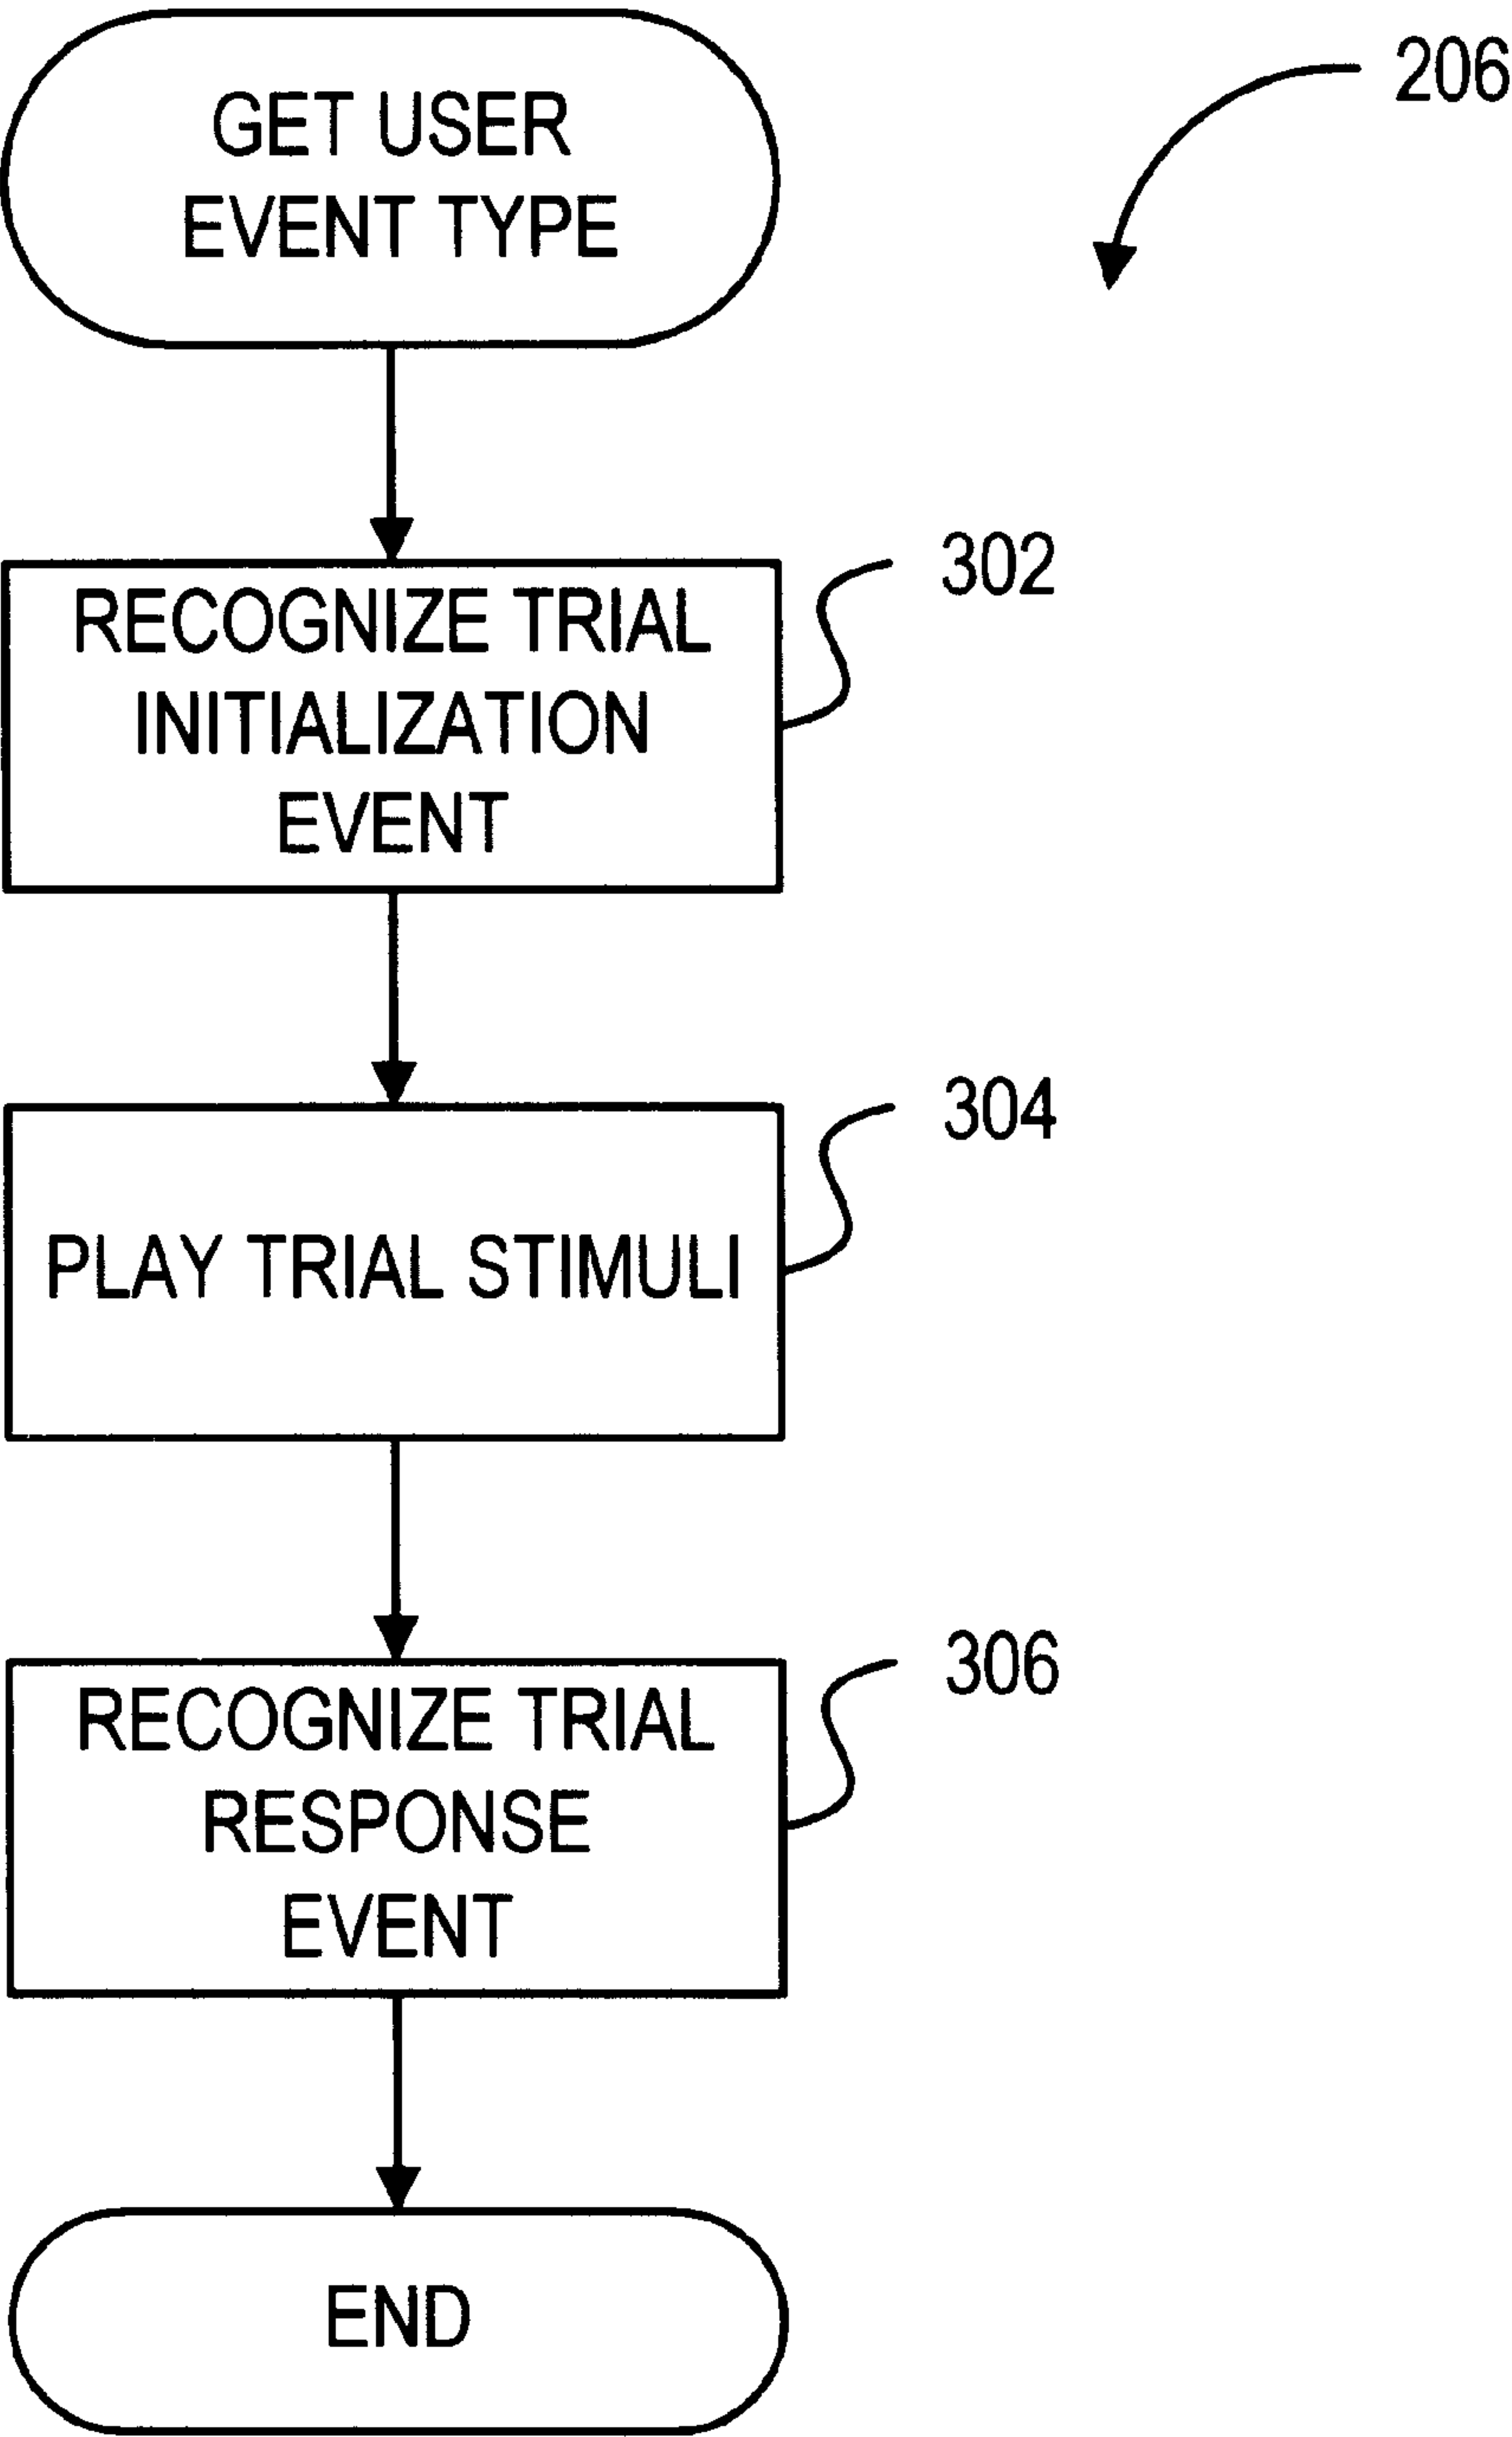 GET USER
EVENT TYPE
206
RECOGNIZE TRIAL
INITIALIZATION
EVENT
302
PLAY TRIAL STIMULI
304
RECOGNIZE TRIAL
RESPONSE
EVENT
306
END